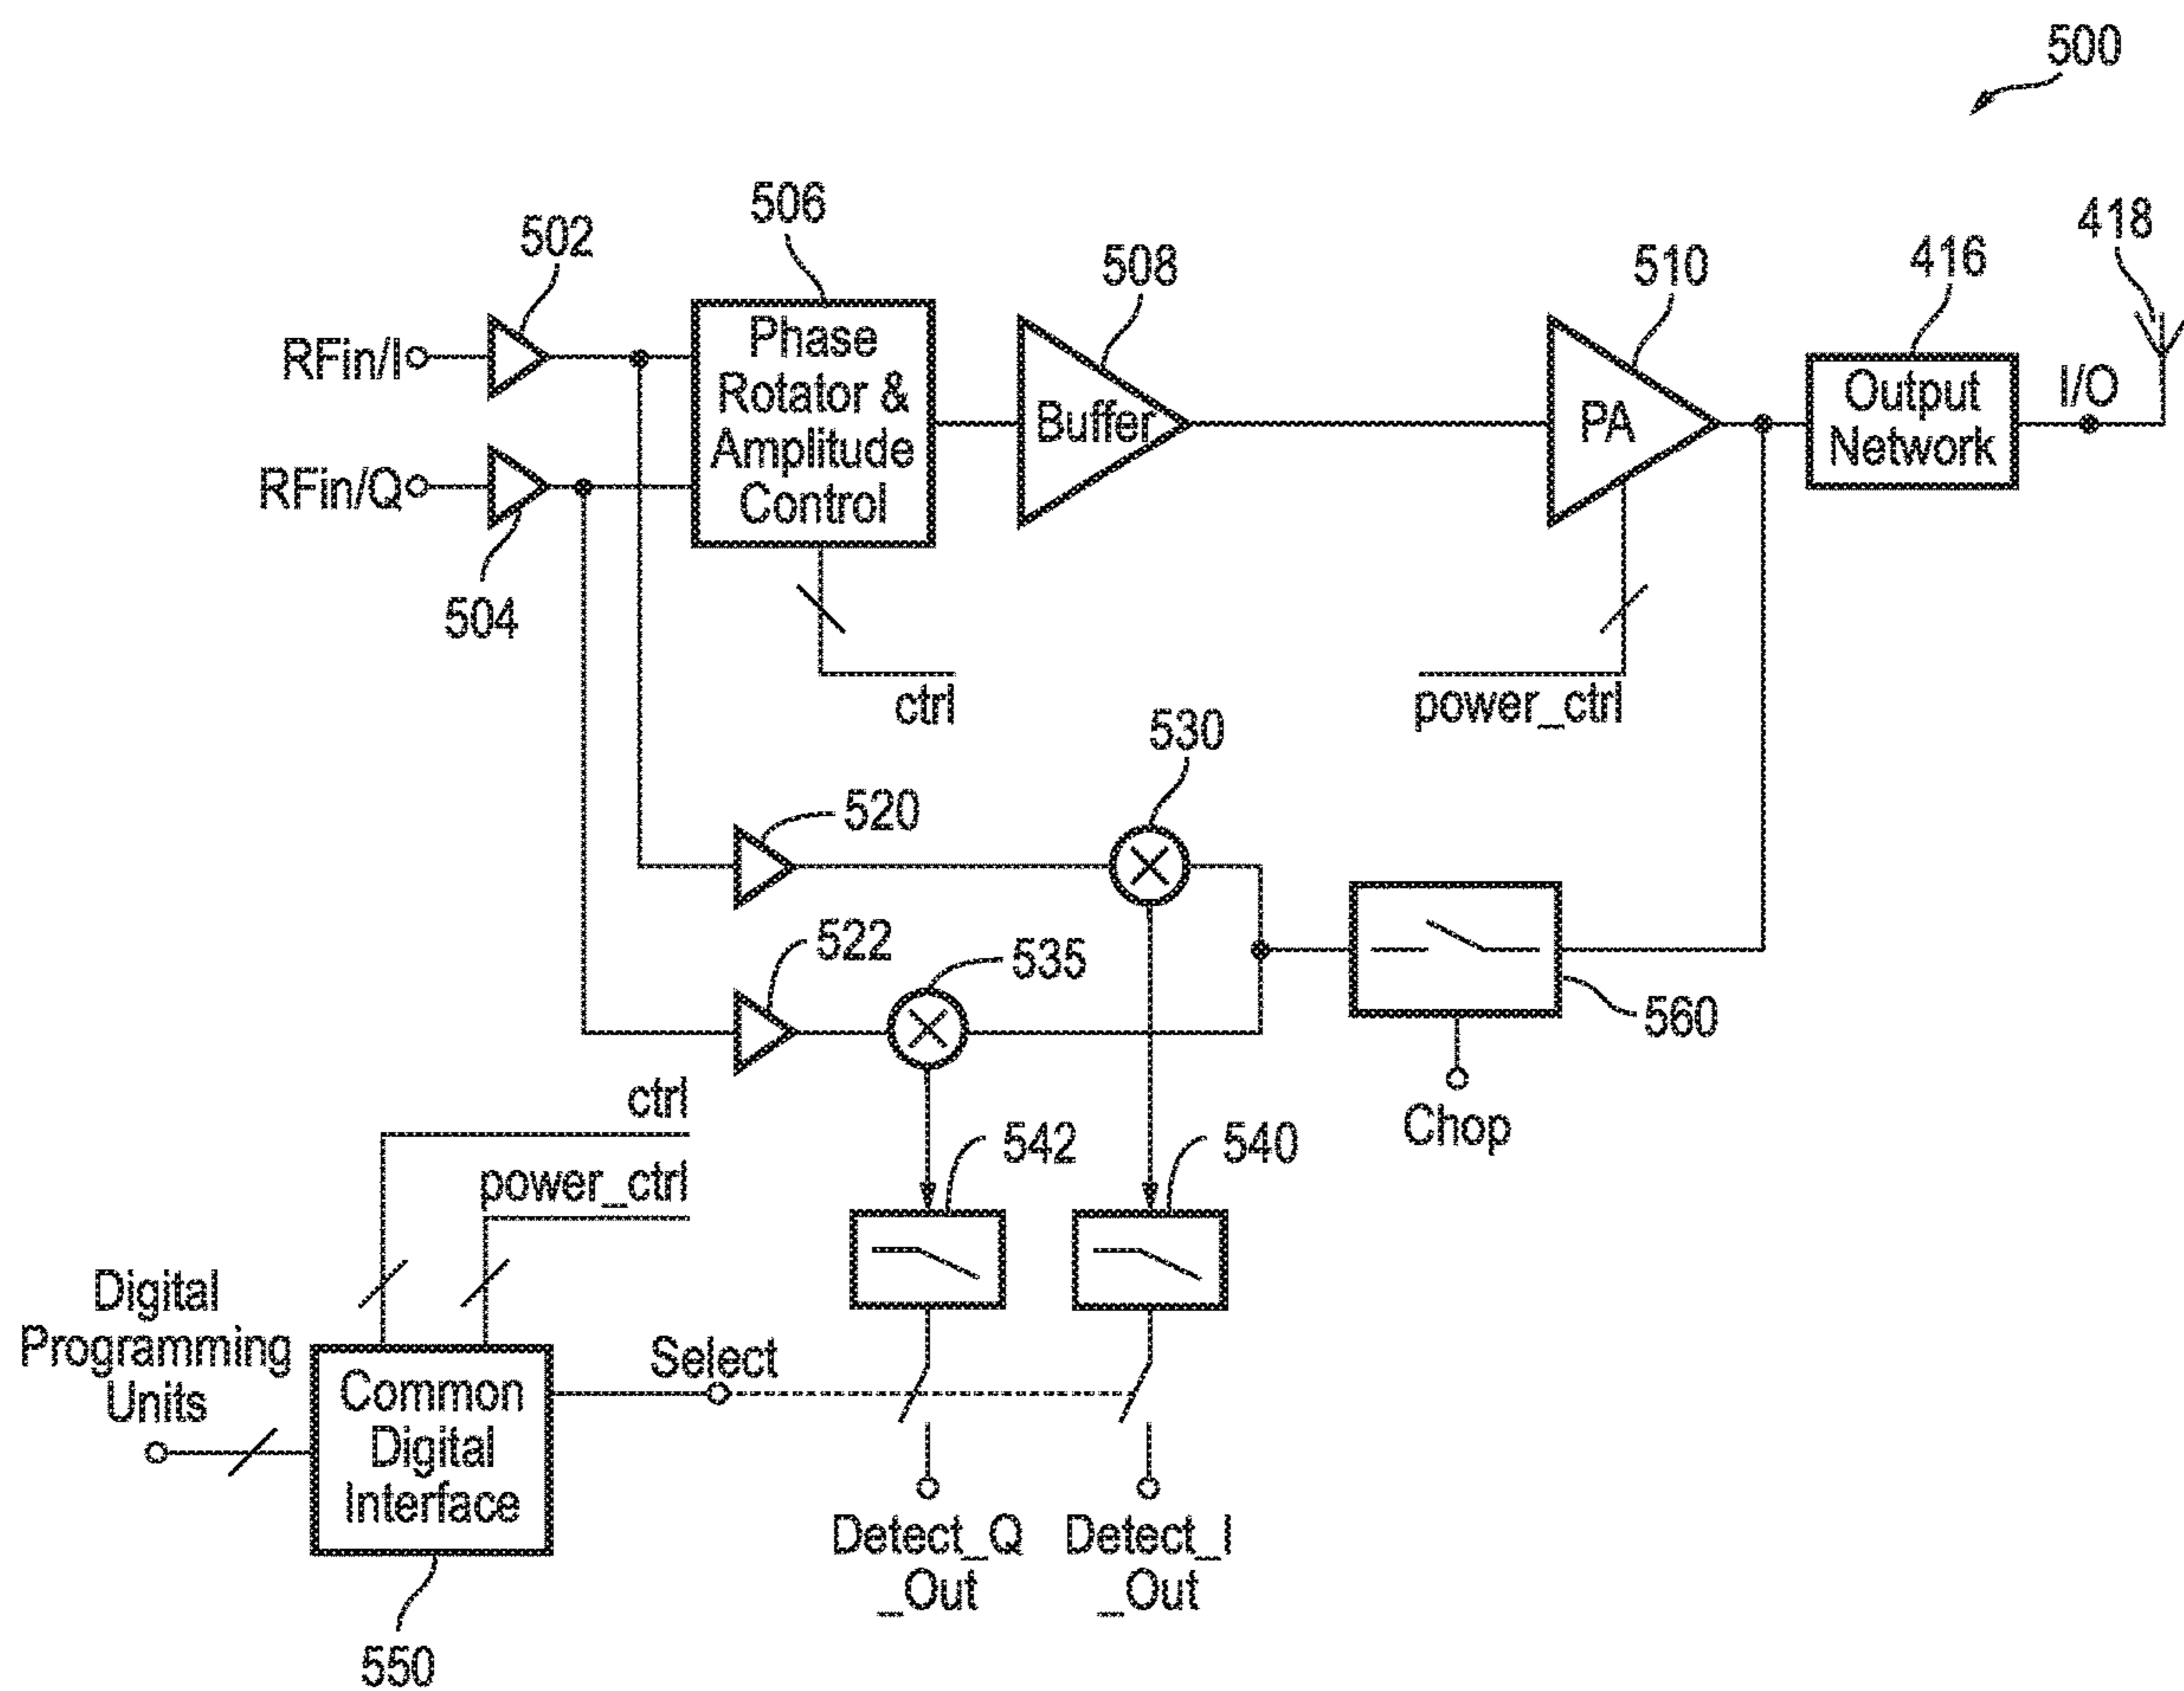 500
506
502
508
510
416
418
RFin/I
Phase
Rotator &
Amplitude
Control
Buffer
PA
Output
Network
I/O
RFin/Q
504
ctrl
power_ctrl
530
520
522
535
560
Chop
ctrl
power_ctrl
542
540
Digital
Programming
Units
Common
Digital
Interface
Select
Detect_Q
_Out
Detect_I
_Out
550